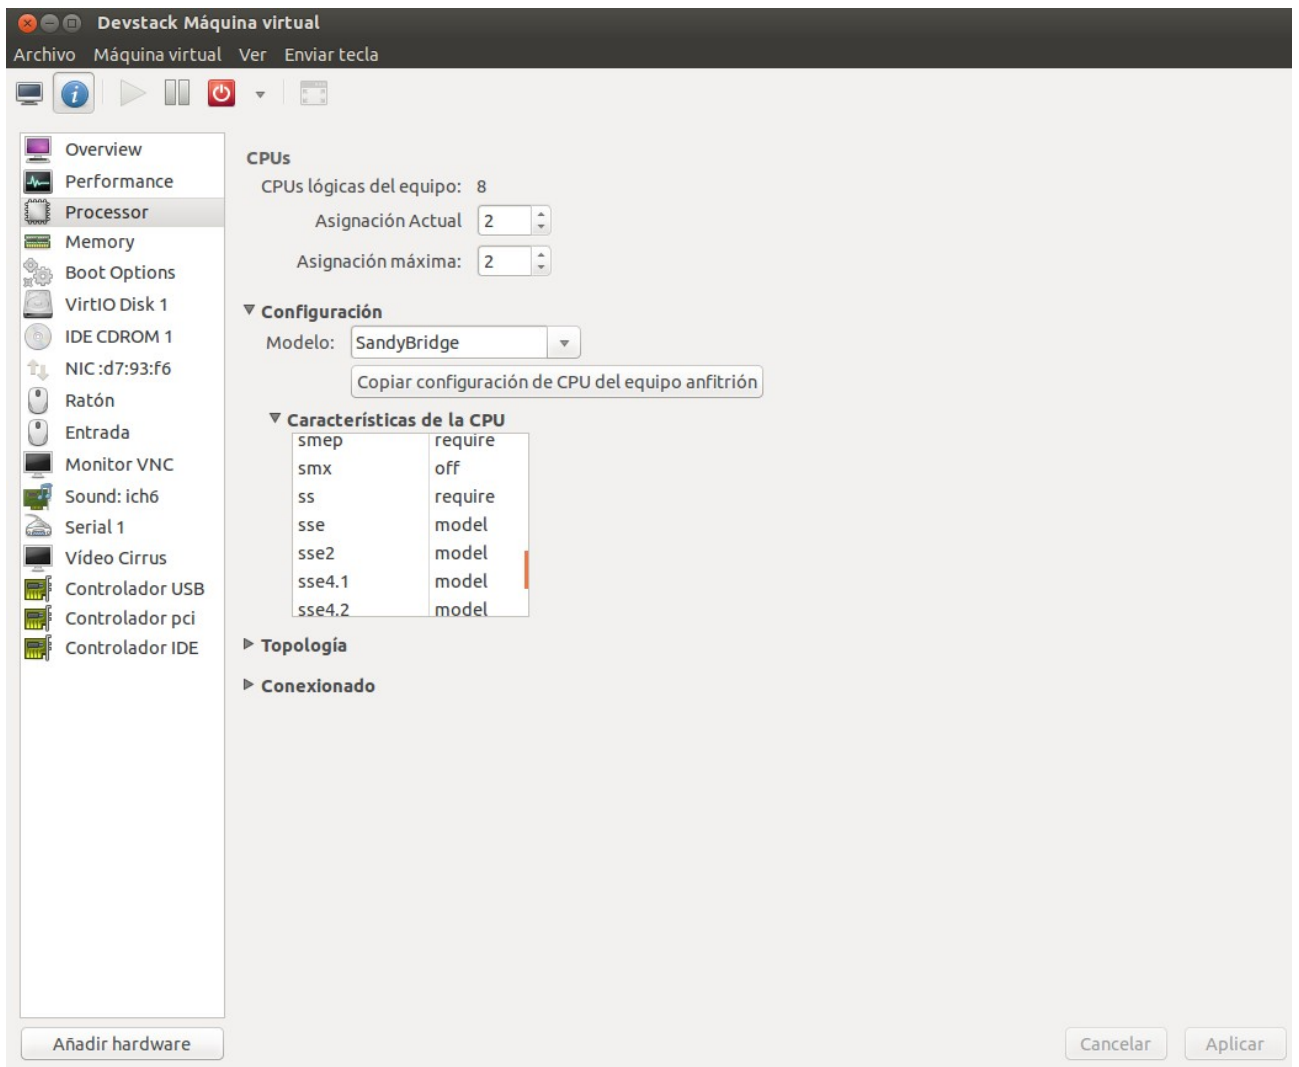 Devstack Máquina virtual
Archivo Máquina virtual Ver Enviar tecla
Overview
Performance
Processor
Memory
Boot Options
VirtIO Disk 1
IDE CDROM 1
NIC :d7:93:f6
Ratón
Entrada
Monitor VNC
Sound: ich6
Serial 1
Vídeo Cirrus
Controlador USB
Controlador pci
Controlador IDE
Añadir hardware
CPUs
CPUs lógicas del equipo: 8
Asignación Actual 2
Asignación máxima: 2
Configuración
Modelo: SandyBridge
Copiar configuración de CPU del equipo anfitrión
Características de la CPU
smep require
smx off
ss require
sse model
sse2 model
sse4.1 model
sse4.2 model
Topología
Conexionado
Cancelar Aplicar